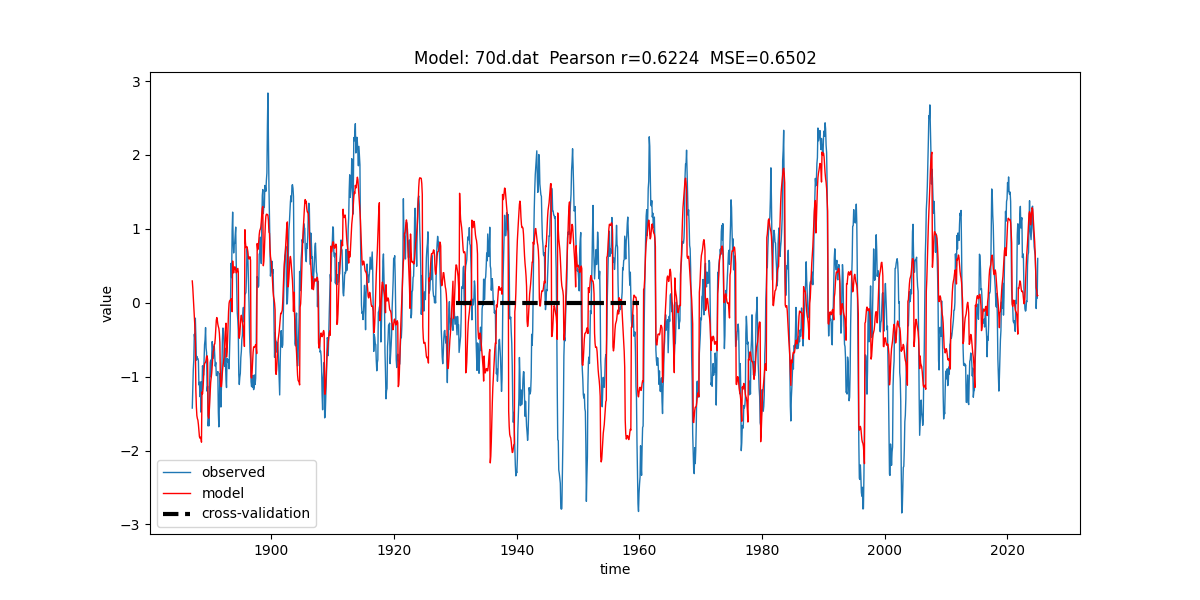 Model: 70d.dat  Pearson r=0.6224  MSE=0.6502
3
2
1
0
−1
−2
−3
value
observed
model
cross-validation
1900
1920
1940
1960
1980
2000
2020
time